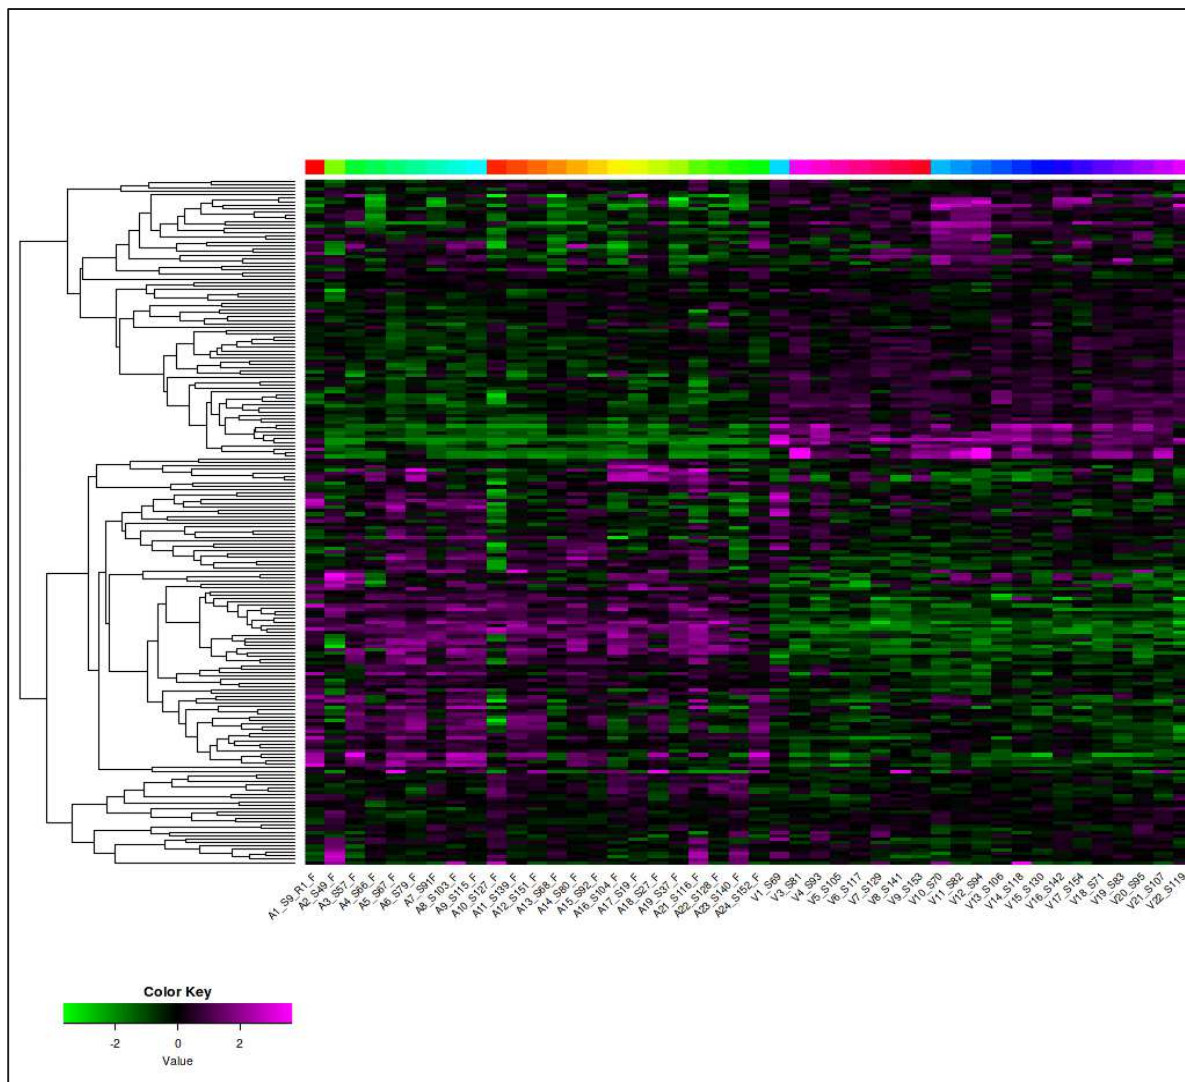 A1_S9_R1_F
A2_S49_F
A3_S57_F
A4_S66_F
A5_S67_F
A6_S79_F
A7_S91F
A8_S103_F
A9_S115_F
A10_S127_F
A11_S139_F
A12_S151_F
A13_S68_F
A14_S80_F
A15_S92_F
A16_S104_F
A17_S19_F
A18_S27_F
A19_S37_F
A21_S116_F
A22_S128_F
A23_S140_F
A24_S152_F
V1_S69
V3_S81
V4_S93
V5_S105
V6_S117
V7_S129
V8_S141
V9_S153
V10_S70
V11_S82
V12_S94
V13_S106
V14_S118
V15_S130
V16_S142
V17_S154
V18_S71
V19_S83
V20_S95
V21_S107
V22_S119
Color Key
-2 0 2
Value